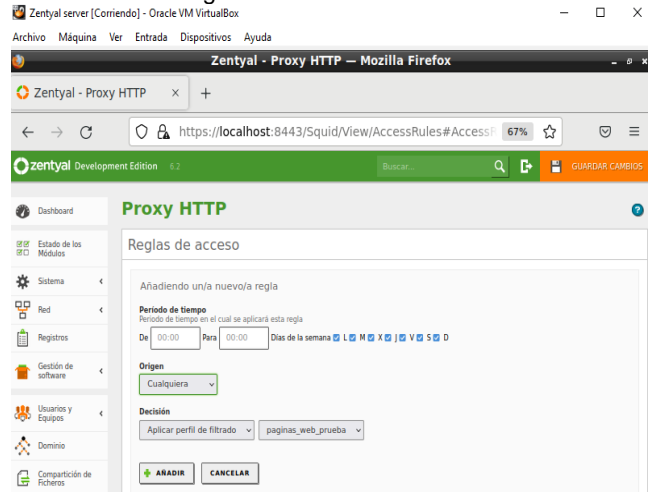 Zentyal server [Corriendo] - Oracle VM VirtualBox
Archivo Máquina Ver Entrada Dispositivos Ayuda
Zentyal - Proxy HTTP — Mozilla Firefox
Zentyal - Proxy HTTP
https://localhost:8443/Squid/View/AccessRules#AccessR 67%
zentyal Development Edition 6.2 Buscar... GUARDAR CAMBIOS
Dashboard
Estado de los
Módulos
Sistema
Red
Registros
Gestión de
software
Usuarios y
Equipos
Dominio
Compartición de
Ficheros
Proxy HTTP
Reglas de acceso
Añadiendo un/a nuevo/a regla
Período de tiempo
Periodo de tiempo en el cual se aplicará esta regla
De 00:00 Para 00:00 Días de la semana L M X J V S D
Origen
Cualquiera
Decisión
Aplicar perfil de filtrado paginas_web_prueba
+ AÑADIR CANCELAR